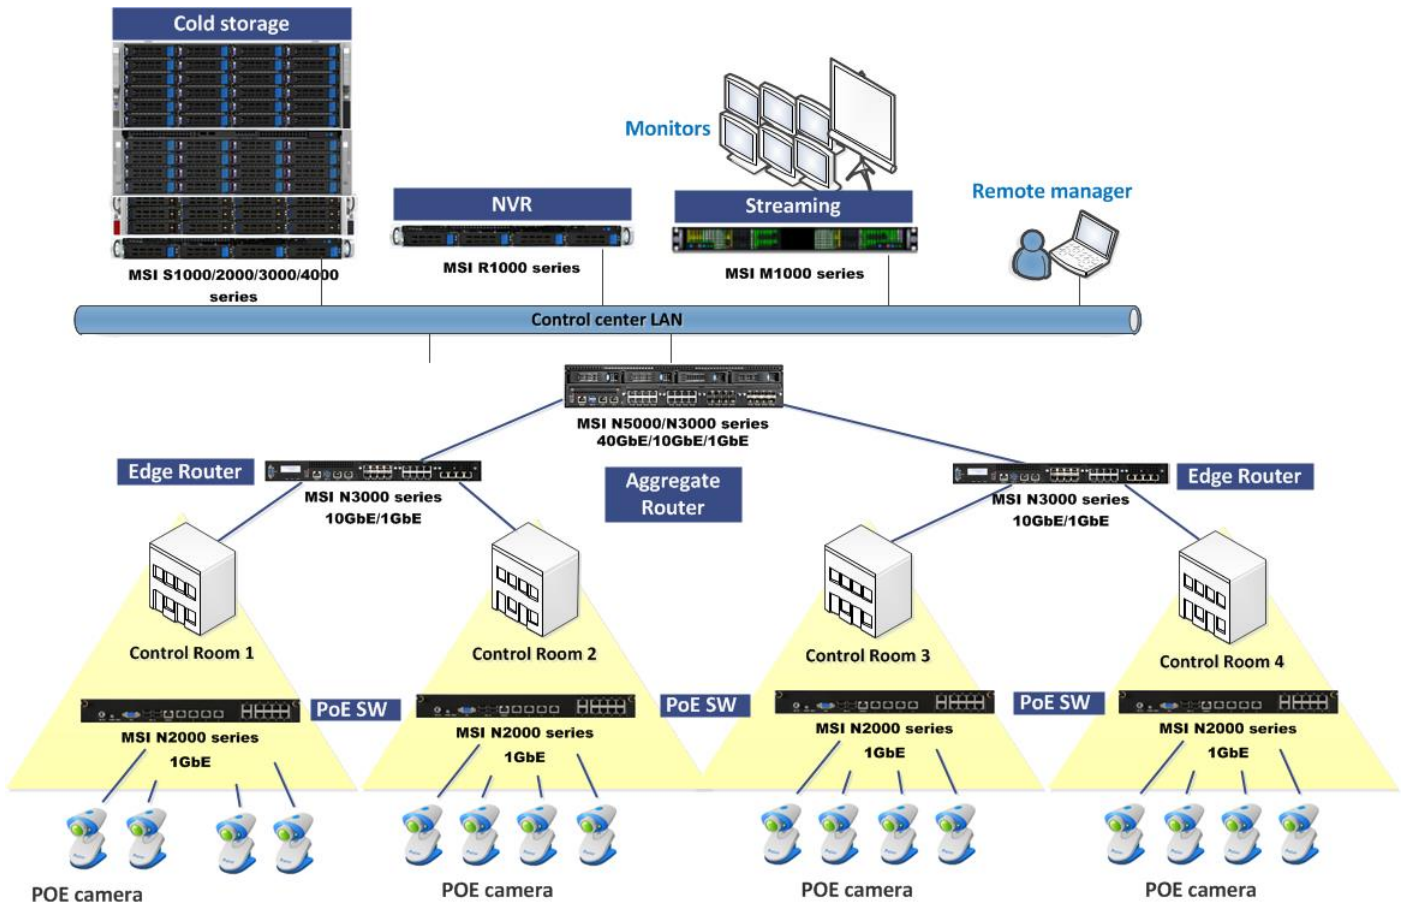 Cold storage
Monitors
Remote manager
NVR
Streaming
MSI S1000/2000/3000/4000
series
MSI R1000 series
MSI M1000 series
Control center LAN
MSI N5000/N3000 series
40GbE/10GbE/1GbE
Edge Router
MSI N3000 series
10GbE/1GbE
Aggregate
Router
MSI N3000 series
10GbE/1GbE
Edge Router
Control Room 1
Control Room 2
Control Room 3
Control Room 4
PoE SW
PoE SW
PoE SW
MSI N2000 series
1GbE
MSI N2000 series
1GbE
MSI N2000 series
1GbE
MSI N2000 series
1GbE
POE camera
POE camera
POE camera
POE camera